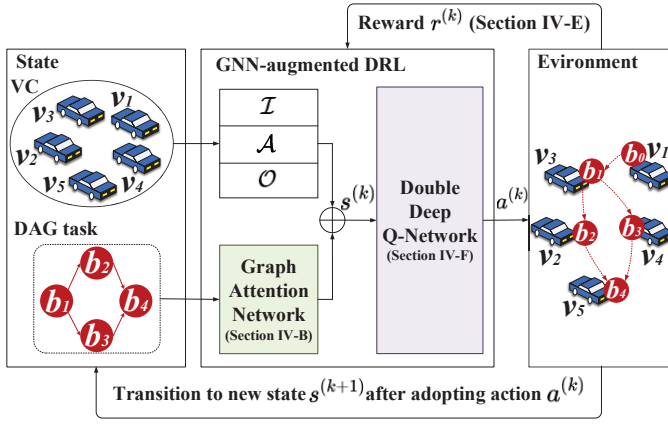 Reward r^(k) (Section IV-E)
State
VC
v3
v1
v2
v4
v5
DAG task
b2
b1
b4
b3
GNN-augmented DRL
I
A
O
s^(k)
Graph
Attention
Network
(Section IV-B)
Double
Deep
Q-Network
(Section IV-F)
a^(k)
Evironment
v3
b0
v1
b1
b2
b3
v2
v4
v5
b4
Transition to new state s^(k+1) after adopting action a^(k)